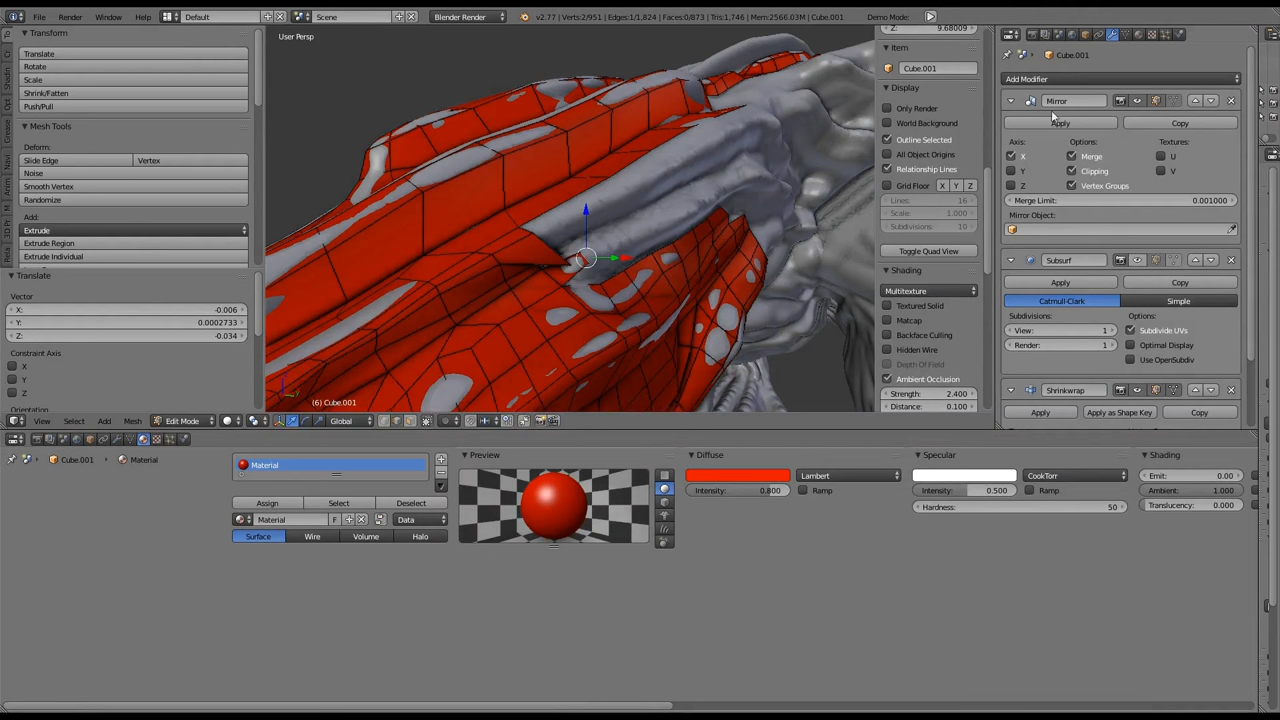 File Render Window Help Default Scene Blender Render v2.77 | Verts:2/951 | Edges:1/1,824 | Faces:0/873 | Tris:1,746 | Mem:2566.03M | Cube.001 Demo Mode:
Transform
Translate
Rotate
Scale
Shrink/Fatten
Push/Pull
Mesh Tools
Deform:
Slide Edge Vertex
Noise
Smooth Vertex
Randomize
Add:
Extrude
Extrude Region
Extrude Individual
Translate
Vector
X: -0.006
Y: 0.0002733
Z: -0.034
Constraint Axis
X
Y
Z
Orientation
User Persp
(6) Cube.001
View Select Add Mesh Edit Mode Global
Z: 9.68009
Item
Cube.001
Display
Only Render
World Background
Outline Selected
All Object Origins
Relationship Lines
Grid Floor X Y Z
Lines: 16
Scale: 1.000
Subdivisions: 10
Toggle Quad View
Shading
Multitexture
Textured Solid
Matcap
Backface Culling
Hidden Wire
Depth Of Field
Ambient Occlusion
Strength: 2.400
Distance: 0.100
Cube.001
Add Modifier
Mirror
Apply Copy
Axis: Options: Textures:
X Merge U
Y Clipping V
Z Vertex Groups
Merge Limit: 0.001000
Mirror Object:
Subsurf
Apply Copy
Catmull-Clark Simple
Subdivisions: Options:
View: 1 Subdivide UVs
Render: 1 Optimal Display
Use OpenSubdiv
Shrinkwrap
Apply Apply as Shape Key Copy
Cube.001 Material
Material
Assign Select Deselect
Material F Data
Surface Wire Volume Halo
Preview
Diffuse
Lambert
Intensity: 0.800 Ramp
Specular
CookTorr
Intensity: 0.500 Ramp
Hardness: 50
Shading
Emit: 0.00
Ambient: 1.000
Translucency: 0.000